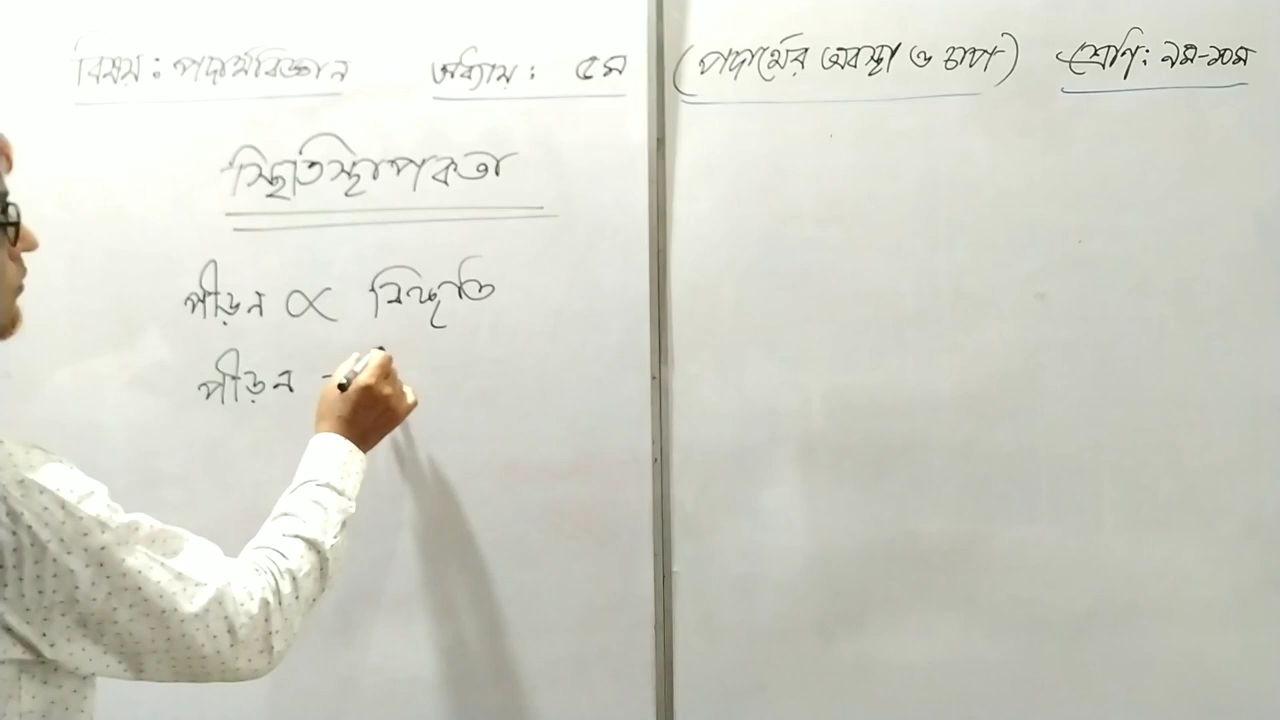 বিষয়: পদার্থবিজ্ঞান অধ্যায়: ৫ম (পদার্থের অবস্থা ও চাপ) শ্রেণি: ৯ম-১০ম
স্থিতিস্থাপকতা
পীড়ন ∝ বিকৃতি
পীড়ন